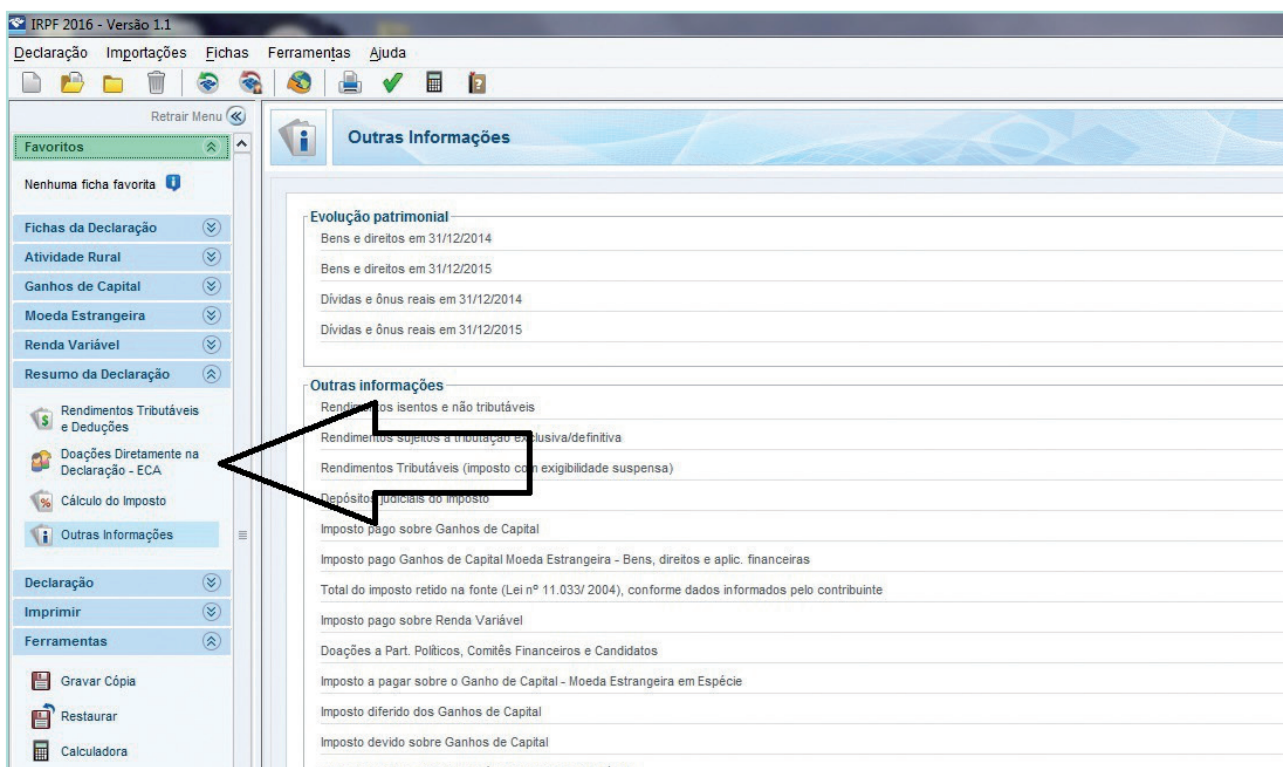 IRPF 2016 - Versão 1.1
Declaração Importações Fichas Ferramentas Ajuda
Retrair Menu
Favoritos
Nenhuma ficha favorita
Fichas da Declaração
Atividade Rural
Ganhos de Capital
Moeda Estrangeira
Renda Variável
Resumo da Declaração
Rendimentos Tributáveis
e Deduções
Doações Diretamente na
Declaração - ECA
Cálculo do Imposto
Outras Informações
Declaração
Imprimir
Ferramentas
Gravar Cópia
Restaurar
Calculadora
Outras Informações
Evolução patrimonial
Bens e direitos em 31/12/2014
Bens e direitos em 31/12/2015
Dívidas e ônus reais em 31/12/2014
Dívidas e ônus reais em 31/12/2015
Outras informações
Rendimentos isentos e não tributáveis
Rendimentos sujeitos à tributação exclusiva/definitiva
Rendimentos Tributáveis (imposto com exigibilidade suspensa)
Depósitos judiciais do imposto
Imposto pago sobre Ganhos de Capital
Imposto pago Ganhos de Capital Moeda Estrangeira - Bens, direitos e aplic. financeiras
Total do imposto retido na fonte (Lei nº 11.033/ 2004), conforme dados informados pelo contribuinte
Imposto pago sobre Renda Variável
Doações a Part. Políticos, Comitês Financeiros e Candidatos
Imposto a pagar sobre o Ganho de Capital - Moeda Estrangeira em Espécie
Imposto diferido dos Ganhos de Capital
Imposto devido sobre Ganhos de Capital